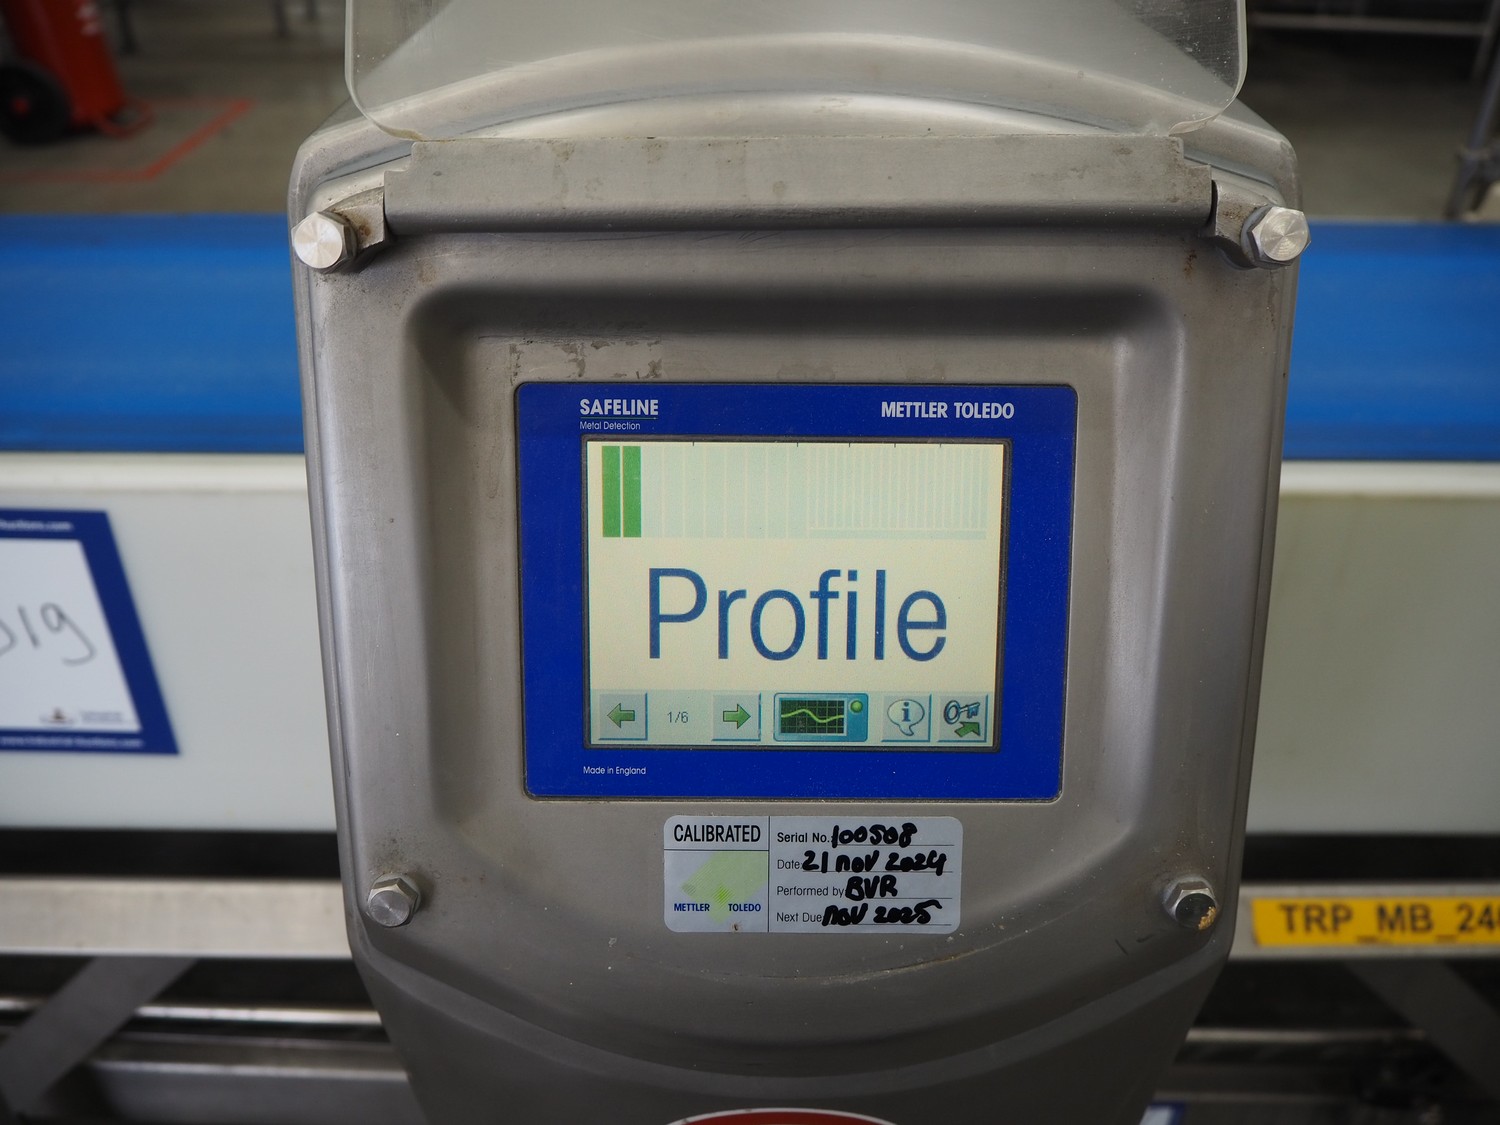 SAFELINE
Metal Detection
METTLER TOLEDO
Profile
1/6
i
Made in England
CALIBRATED
METTLER TOLEDO
Serial No.: 100508
Date 21 nov 2024
Performed by BVR
Next Due nov 2025
TRP_MB_24
19